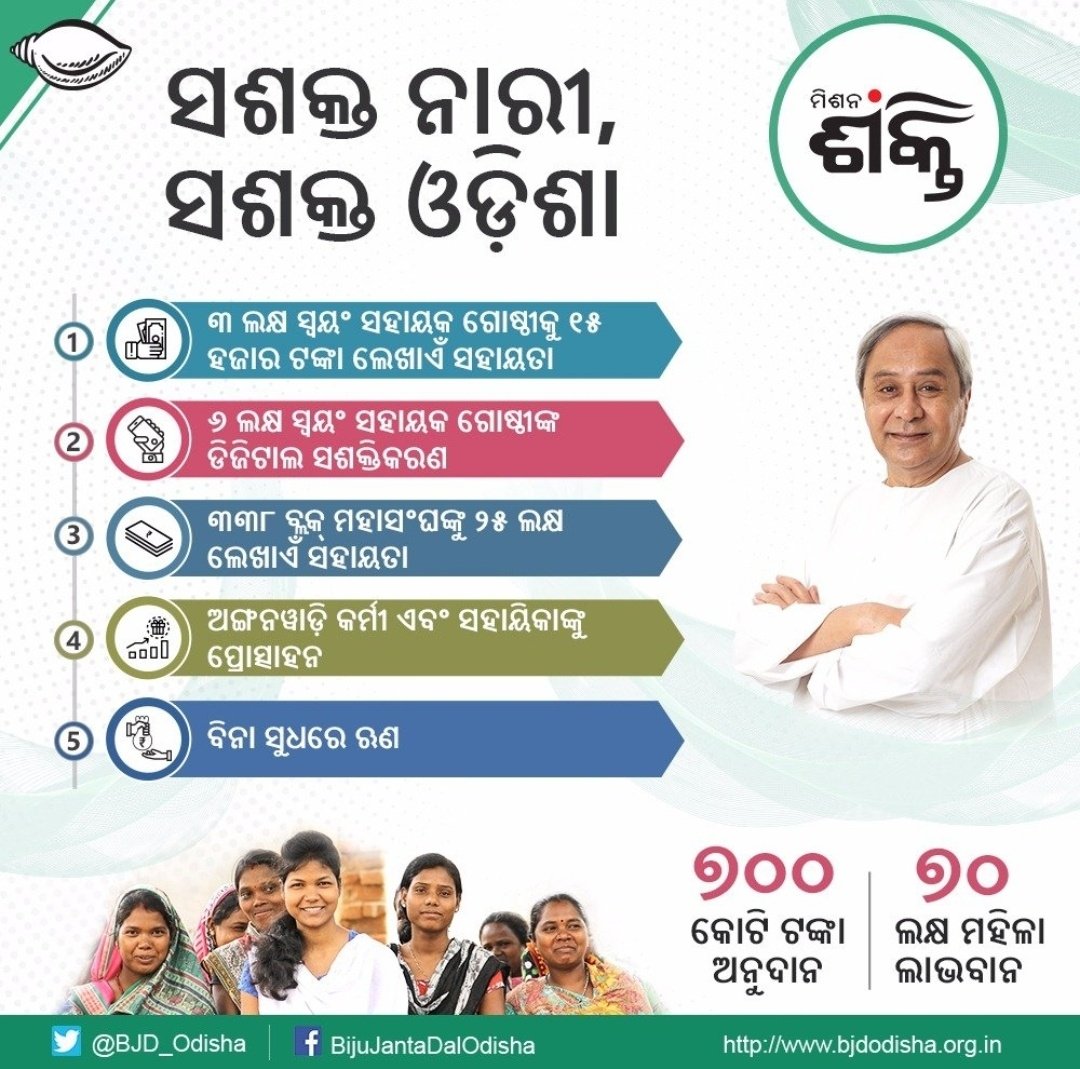 ସଶକ୍ତ ନାରୀ,
ସଶକ୍ତ ଓଡ଼ିଶା
ମିଶନ
ଶକ୍ତି
1
୩ ଲକ୍ଷ ସ୍ୱୟଂ ସହାୟକ ଗୋଷ୍ଠୀକୁ ୧୫
ହଜାର ଟଙ୍କା ଲେଖାଏଁ ସହାୟତା
2
୬ ଲକ୍ଷ ସ୍ୱୟଂ ସହାୟକ ଗୋଷ୍ଠୀଙ୍କ
ଡିଜିଟାଲ ସଶକ୍ତିକରଣ
3
୩୩୮ ବ୍ଲକ୍ ମହାସଂଘଙ୍କୁ ୨୫ ଲକ୍ଷ
ଲେଖାଏଁ ସହାୟତା
4
ଅଙ୍ଗନୱାଡ଼ି କର୍ମୀ ଏବଂ ସହାୟିକାଙ୍କୁ
ପ୍ରୋତ୍ସାହନ
5
ବିନା ସୁଧରେ ଋଣ
୭୦୦
କୋଟି ଟଙ୍କା
ଅନୁଦାନ
୭୦
ଲକ୍ଷ ମହିଳା
ଲାଭବାନ
@BJD_Odisha
BijuJantaDalOdisha
http://www.bjdodisha.org.in